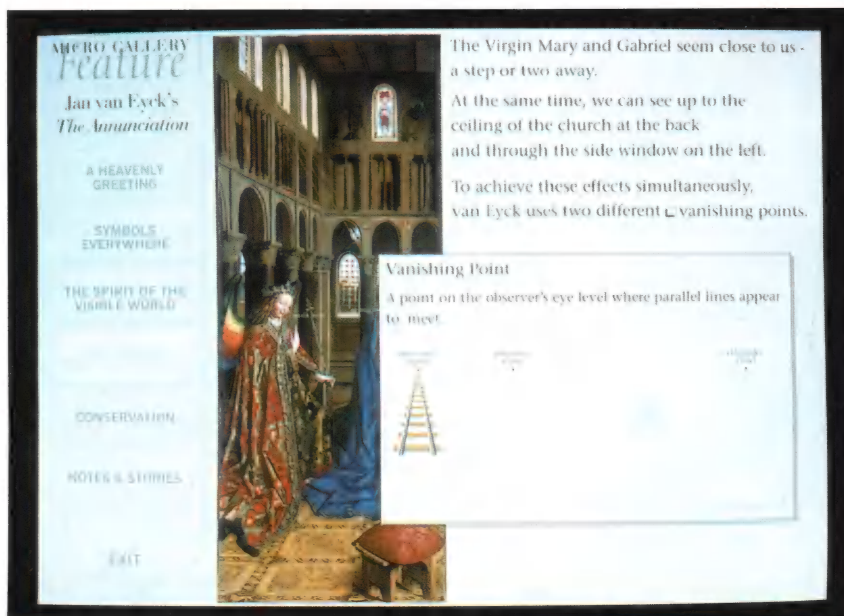 MICRO GALLERY
Feature
Jan van Eyck's
The Annunciation
A HEAVENLY
GREETING
SYMBOLS
EVERYWHERE
THE SPIRIT OF THE
VISIBLE WORLD
CONSERVATION
NOTES & STORIES
EXIT
The Virgin Mary and Gabriel seem close to us -
a step or two away.
At the same time, we can see up to the
ceiling of the church at the back
and through the side window on the left.
To achieve these effects simultaneously,
van Eyck uses two different vanishing points.
Vanishing Point
A point on the observer's eye level where parallel lines appear
to meet